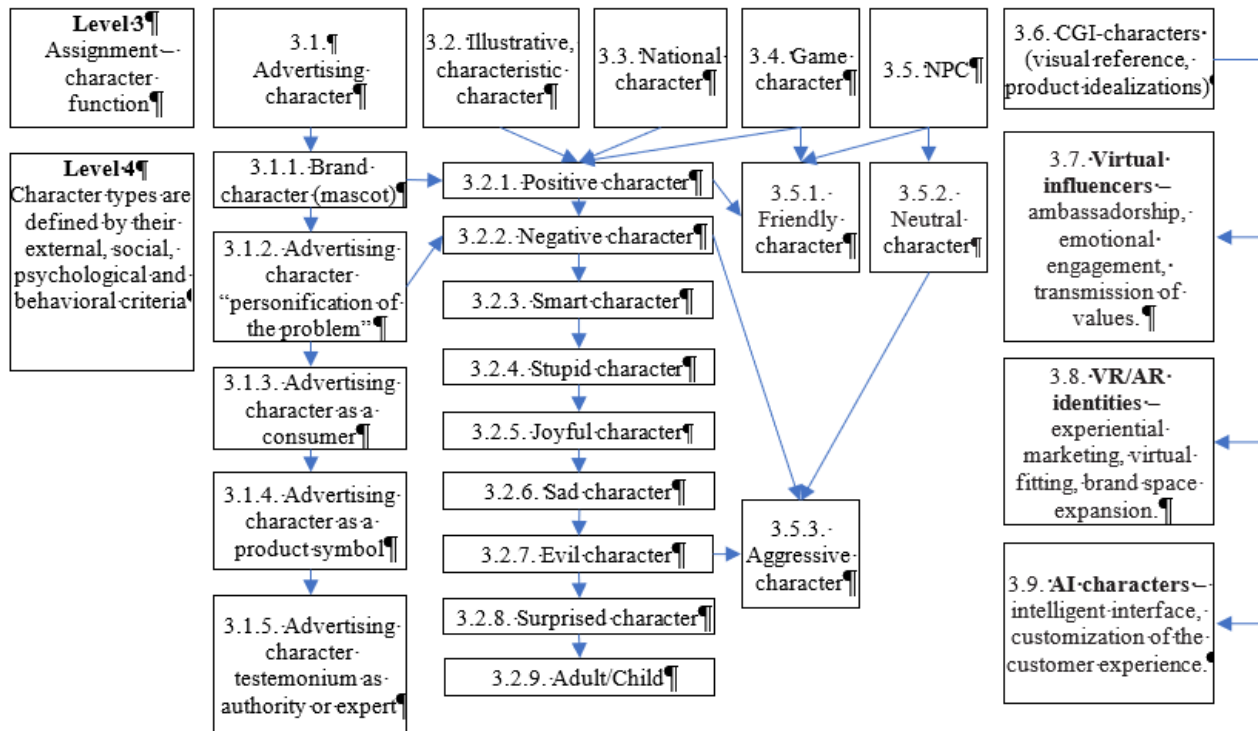 Level 3¶
Assignment –
character
function¶
3.1.¶
Advertising
character¶
3.2. Illustrative,
characteristic
character¶
3.3. National
character¶
3.4. Game
character¶
3.5. NPC¶
3.6. CGI-characters
(visual reference,
product idealizations)¶
Level 4¶
Character types are
defined by their
external, social,
psychological and
behavioral criteria¶
3.1.1. Brand
character (mascot)¶
3.1.2. Advertising
character
“personification of
the problem”¶
3.1.3. Advertising
character as a
consumer¶
3.1.4. Advertising
character as a
product symbol¶
3.1.5. Advertising
character
testemonium as
authority or expert¶
3.2.1. Positive character¶
3.2.2. Negative character¶
3.2.3. Smart character¶
3.2.4. Stupid character¶
3.2.5. Joyful character¶
3.2.6. Sad character¶
3.2.7. Evil character¶
3.2.8. Surprised character¶
3.2.9. Adult/Child¶
3.5.1.
Friendly
character¶
3.5.2.
Neutral
character¶
3.5.3.
Aggressive
character¶
3.7. Virtual
influencers –
ambassadorship,
emotional
engagement,
transmission of
values.¶
3.8. VR/AR
identities –
experiential
marketing, virtual
fitting, brand space
expansion.¶
3.9. AI characters –
intelligent interface,
customization of the
customer experience.¶